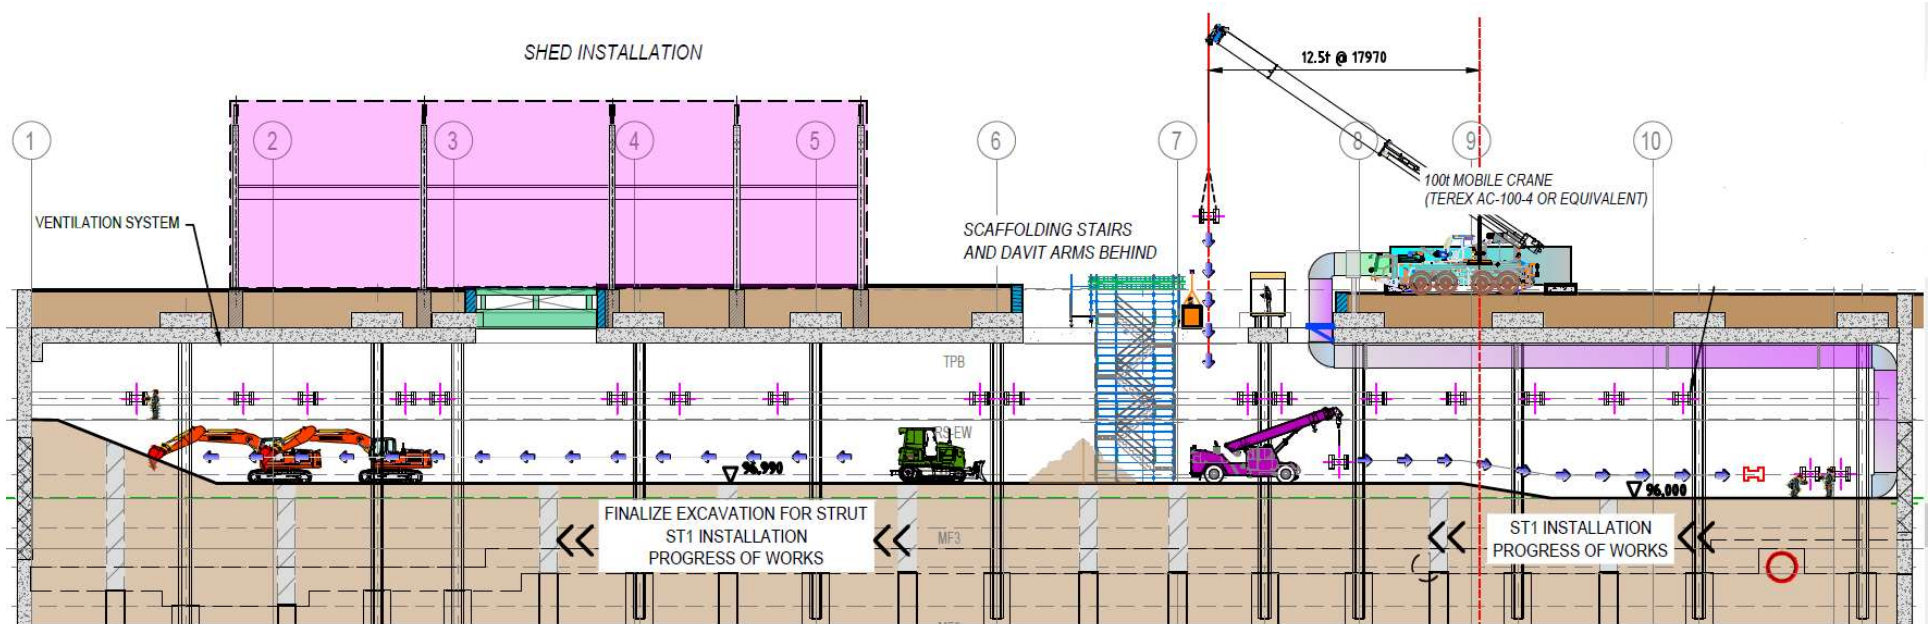 SHED INSTALLATION
12.5t @ 17970
1
2
3
4
5
6
7
8
9
10
100t MOBILE CRANE
(TEREX AC-100-4 OR EQUIVALENT)
VENTILATION SYSTEM
SCAFFOLDING STAIRS
AND DAVIT ARMS BEHIND
TPB
RS-EW
96,990
96,000
FINALIZE EXCAVATION FOR STRUT
ST1 INSTALLATION
PROGRESS OF WORKS
MF3
ST1 INSTALLATION
PROGRESS OF WORKS